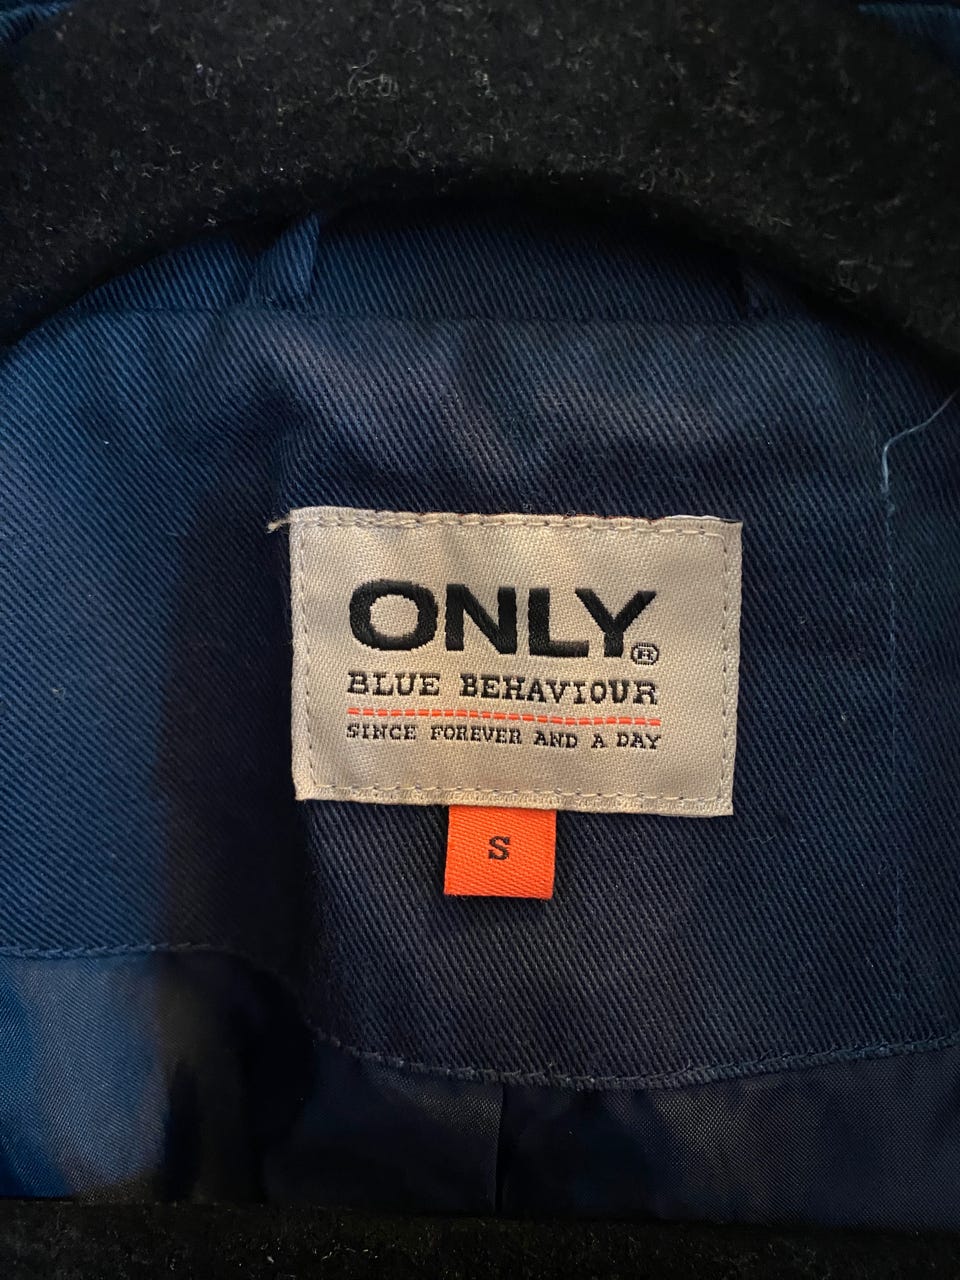 ONLY®
BLUE BEHAVIOUR
SINCE FOREVER AND A DAY
S